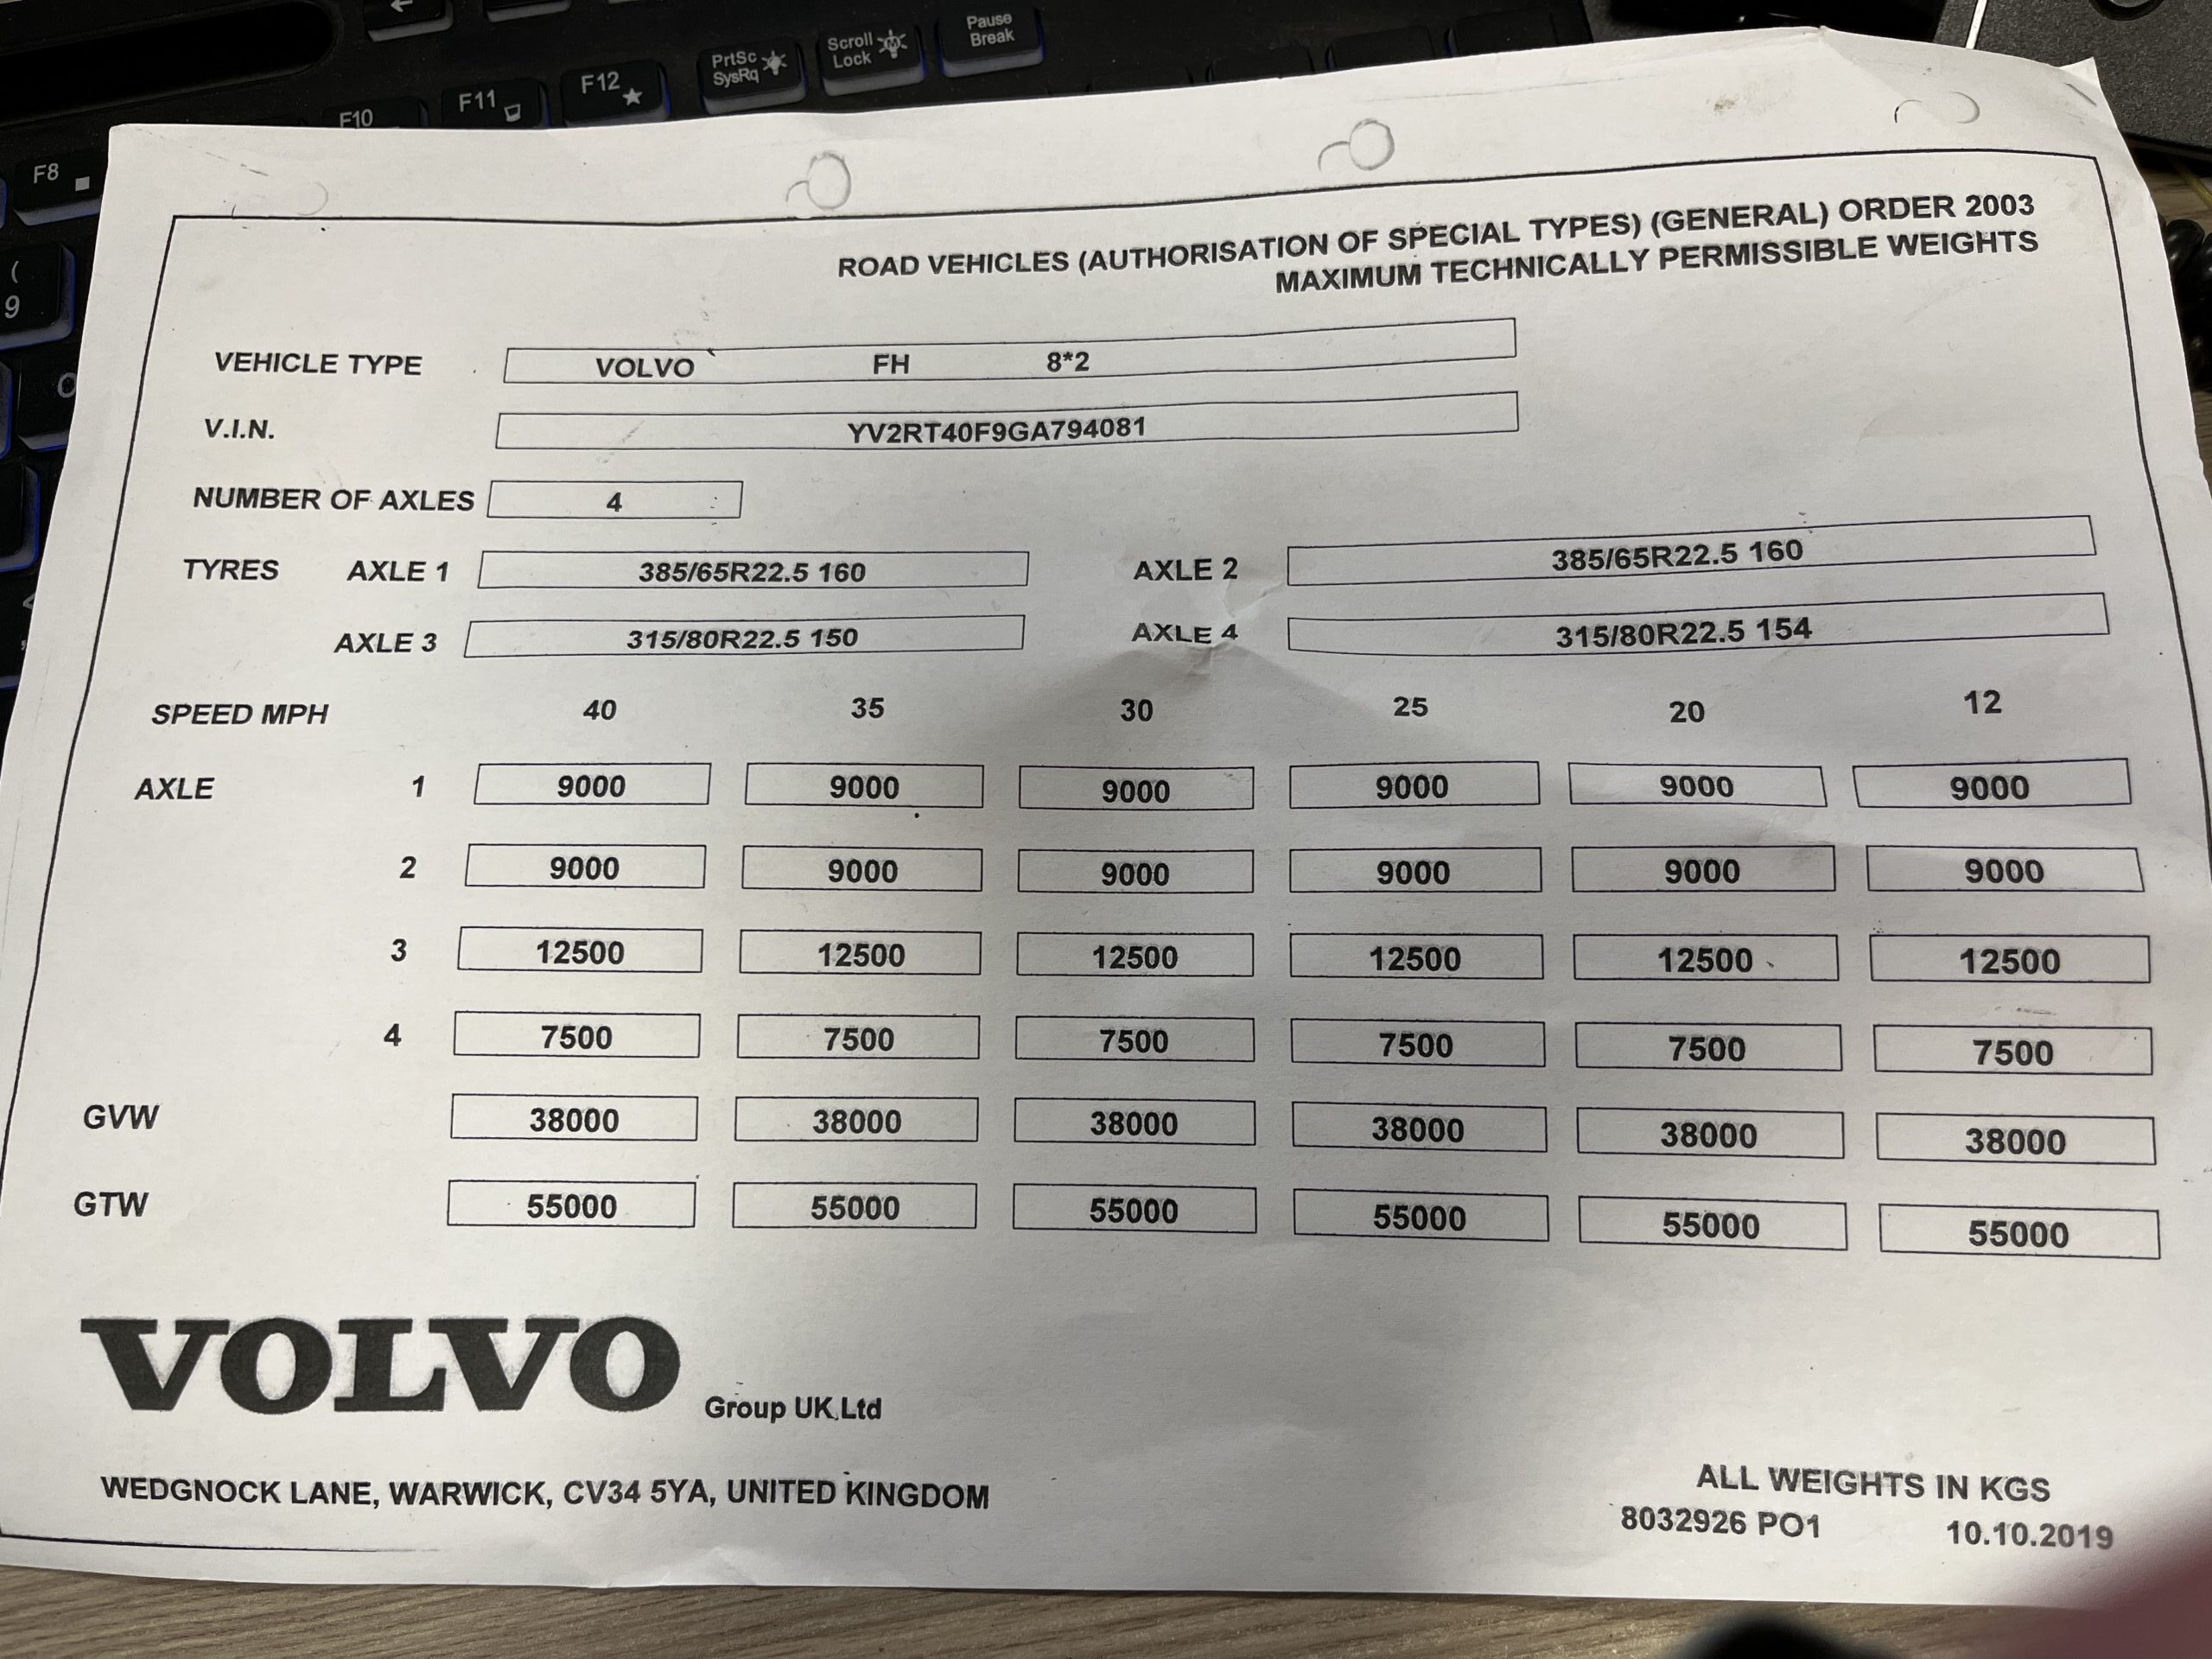 Pause
Break
Scroll
Lock
PrtSc
SysRq
F12
F11
F10
F8
(
9
ROAD VEHICLES (AUTHORISATION OF SPECIAL TYPES) (GENERAL) ORDER 2003
MAXIMUM TECHNICALLY PERMISSIBLE WEIGHTS
VEHICLE TYPE VOLVO FH 8*2
V.I.N. YV2RT40F9GA794081
NUMBER OF AXLES 4
TYRES AXLE 1 385/65R22.5 160 AXLE 2 385/65R22.5 160
AXLE 3 315/80R22.5 150 AXLE 4 315/80R22.5 154
SPEED MPH 40 35 30 25 20 12
AXLE 1 9000 9000 9000 9000 9000 9000
2 9000 9000 9000 9000 9000 9000
3 12500 12500 12500 12500 12500 12500
4 7500 7500 7500 7500 7500 7500
GVW 38000 38000 38000 38000 38000 38000
GTW 55000 55000 55000 55000 55000 55000
VOLVO Group UK Ltd
WEDGNOCK LANE, WARWICK, CV34 5YA, UNITED KINGDOM
ALL WEIGHTS IN KGS
8032926 PO1 10.10.2019